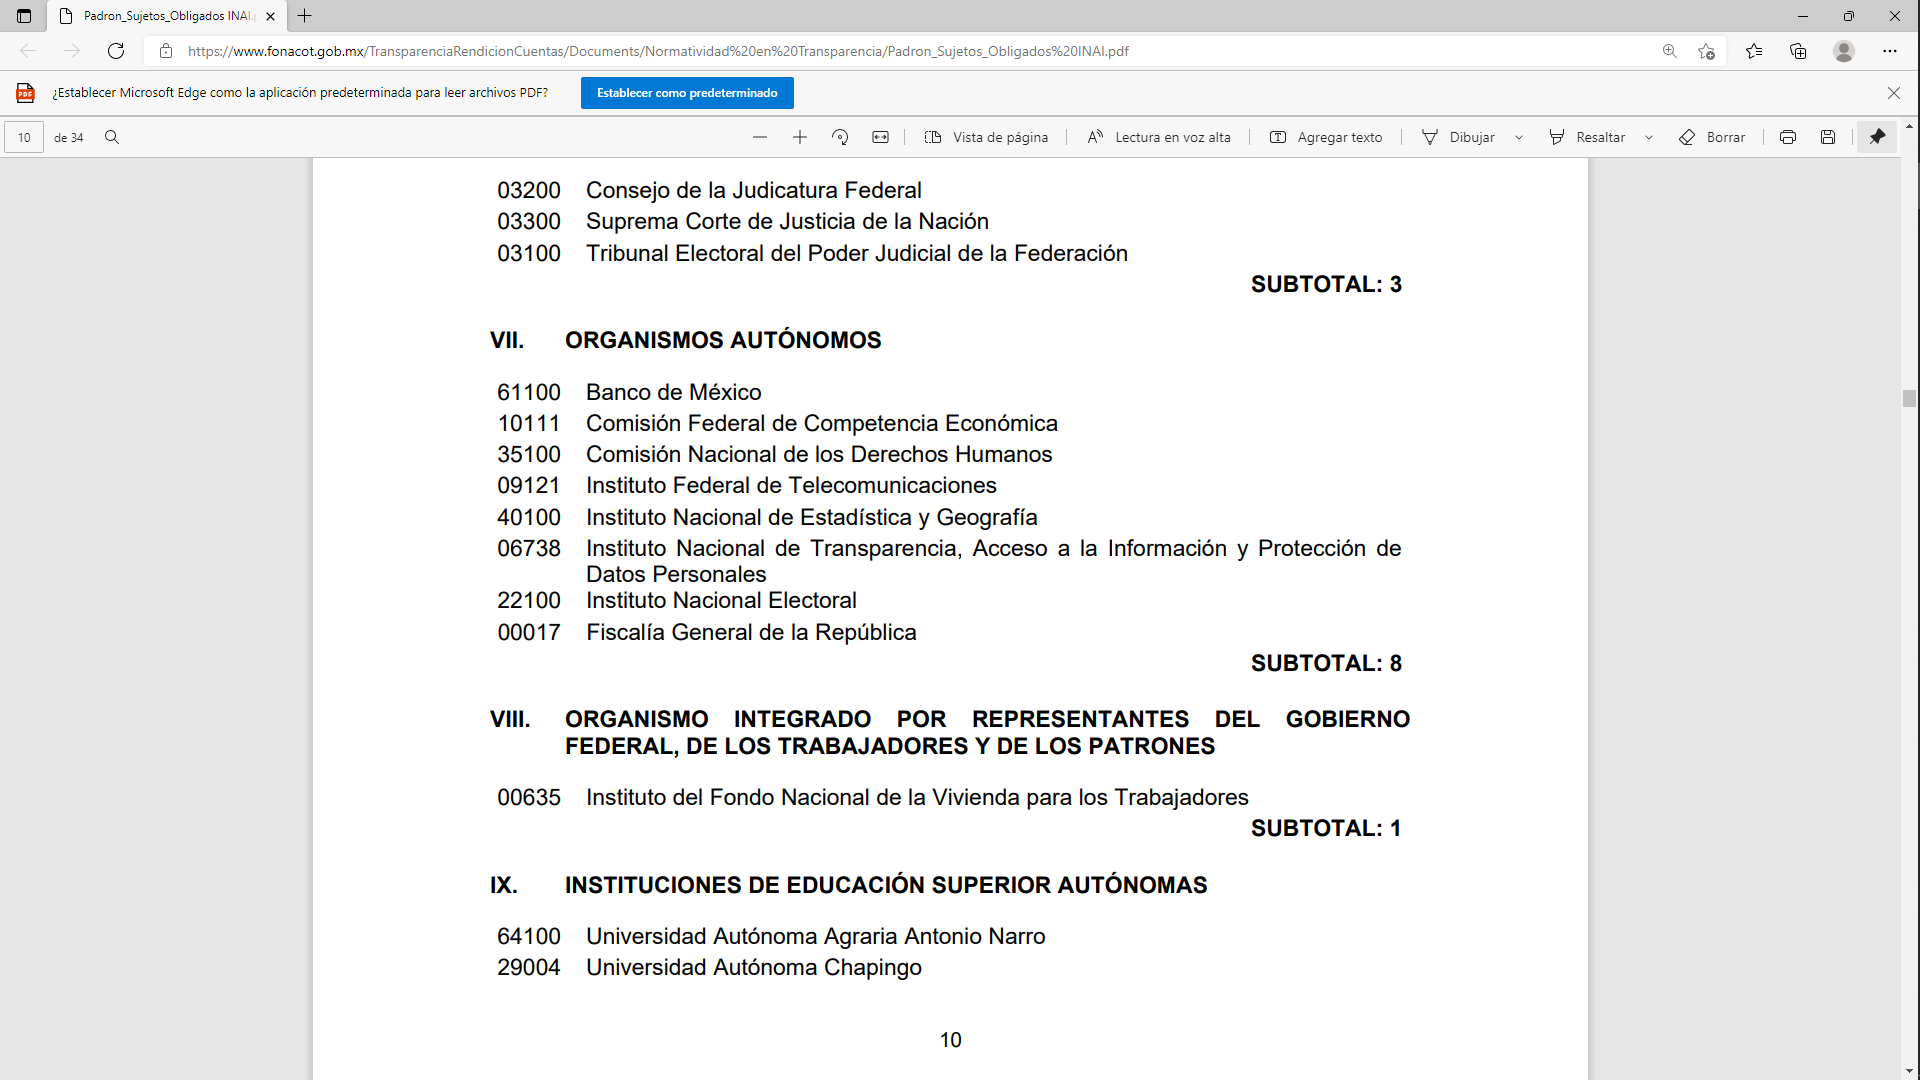 Padron_Sujetos_Obligados INAI.p
https://www.fonacot.gob.mx/TransparenciaRendicionCuentas/Documents/Normatividad%20en%20Transparencia/Padron_Sujetos_Obligados%20INAI.pdf
PDF ¿Establecer Microsoft Edge como la aplicación predeterminada para leer archivos PDF? Establecer como predeterminado
10 de 34 Vista de página Lectura en voz alta Agregar texto Dibujar Resaltar Borrar
03200 Consejo de la Judicatura Federal
03300 Suprema Corte de Justicia de la Nación
03100 Tribunal Electoral del Poder Judicial de la Federación
SUBTOTAL: 3
VII. ORGANISMOS AUTÓNOMOS
61100 Banco de México
10111 Comisión Federal de Competencia Económica
35100 Comisión Nacional de los Derechos Humanos
09121 Instituto Federal de Telecomunicaciones
40100 Instituto Nacional de Estadística y Geografía
06738 Instituto Nacional de Transparencia, Acceso a la Información y Protección de
Datos Personales
22100 Instituto Nacional Electoral
00017 Fiscalía General de la República
SUBTOTAL: 8
VIII. ORGANISMO INTEGRADO POR REPRESENTANTES DEL GOBIERNO
FEDERAL, DE LOS TRABAJADORES Y DE LOS PATRONES
00635 Instituto del Fondo Nacional de la Vivienda para los Trabajadores
SUBTOTAL: 1
IX. INSTITUCIONES DE EDUCACIÓN SUPERIOR AUTÓNOMAS
64100 Universidad Autónoma Agraria Antonio Narro
29004 Universidad Autónoma Chapingo
10